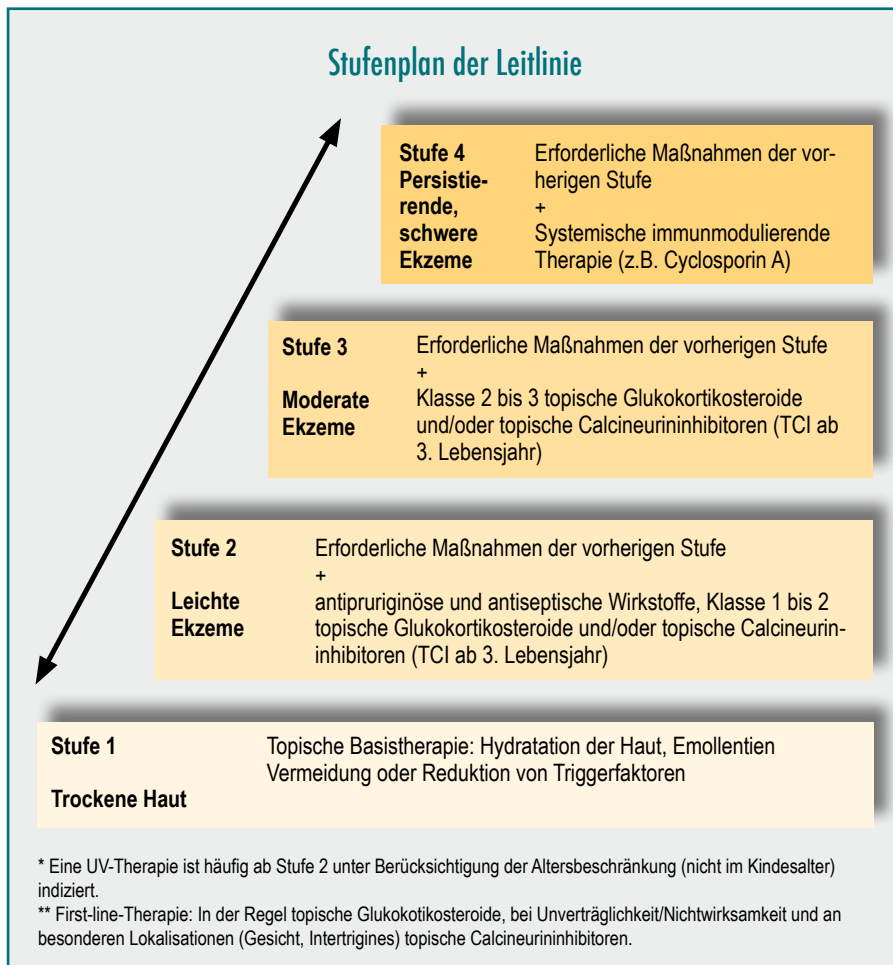 Stufenplan der Leitlinie
Stufe 4
Persistie-
rende,
schwere
Ekzeme
Erforderliche Maßnahmen der vor-
herigen Stufe
+
Systemische immunmodulierende
Therapie (z.B. Cyclosporin A)
Stufe 3
Moderate
Ekzeme
Erforderliche Maßnahmen der vorherigen Stufe
+
Klasse 2 bis 3 topische Glukokortikosteroide
und/oder topische Calcineurininhibitoren (TCI ab
3. Lebensjahr)
Stufe 2
Leichte
Ekzeme
Erforderliche Maßnahmen der vorherigen Stufe
+
antipruriginöse und antiseptische Wirkstoffe, Klasse 1 bis 2
topische Glukokortikosteroide und/oder topische Calcineurin-
inhibitoren (TCI ab 3. Lebensjahr)
Stufe 1
Trockene Haut
Topische Basistherapie: Hydratation der Haut, Emollentien
Vermeidung oder Reduktion von Triggerfaktoren
* Eine UV-Therapie ist häufig ab Stufe 2 unter Berücksichtigung der Altersbeschränkung (nicht im Kindesalter)
indiziert.
** First-line-Therapie: In der Regel topische Glukokotikosteroide, bei Unverträglichkeit/Nichtwirksamkeit und an
besonderen Lokalisationen (Gesicht, Intertrigines) topische Calcineurininhibitoren.